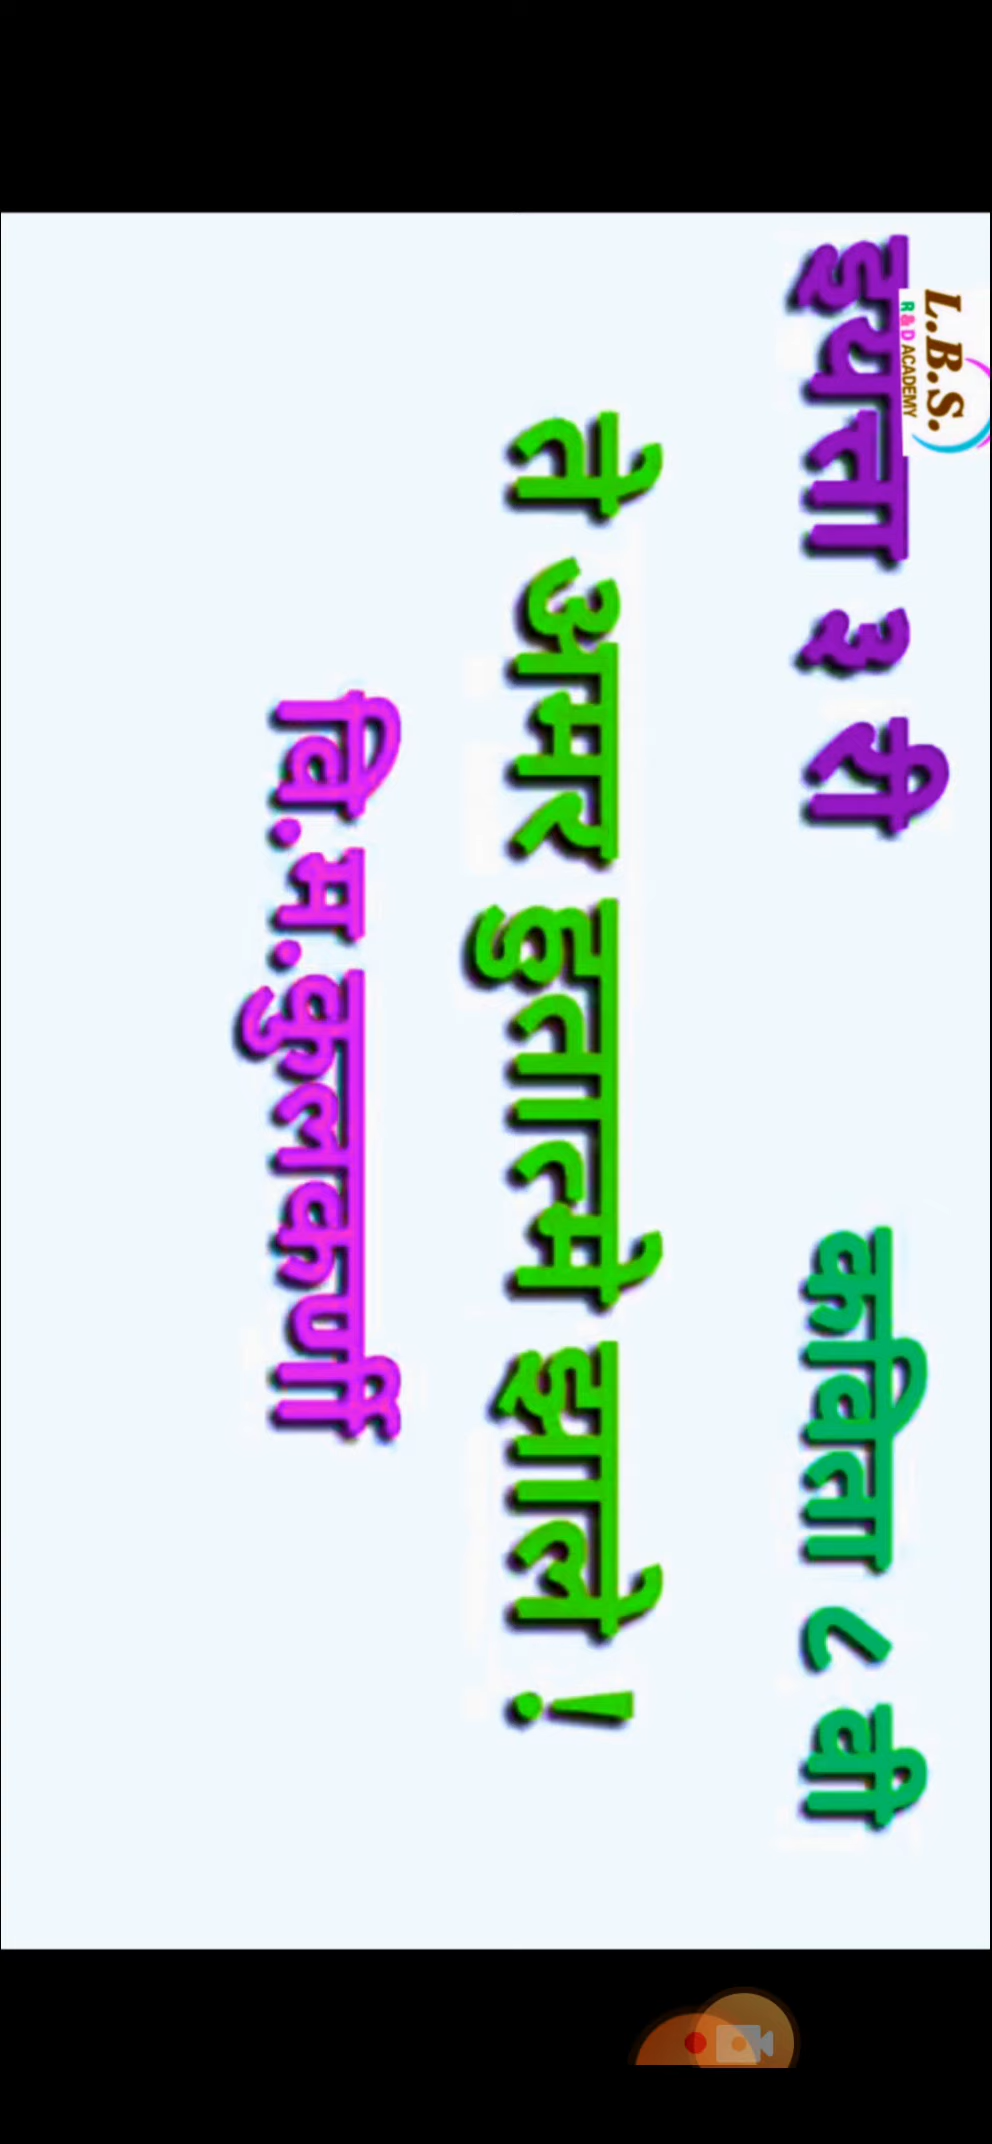 L.B.S.
R & D ACADEMY
इयत्ता ३ री
कविता ८ वी
ते अमर हुतात्मे झाले !
वि.म.कुलकर्णी